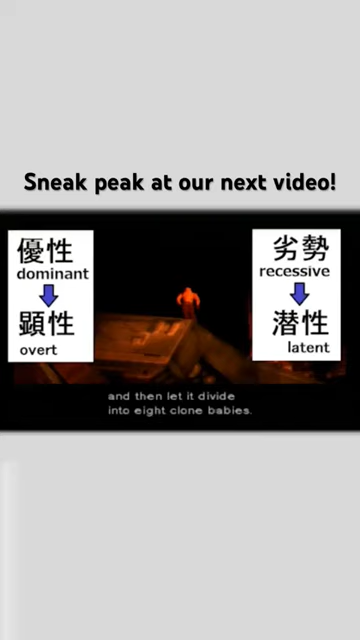 Sneak peak at our next video!
優性
dominant
顕性
overt
劣勢
recessive
潜性
latent
and then let it divide
into eight clone babies.